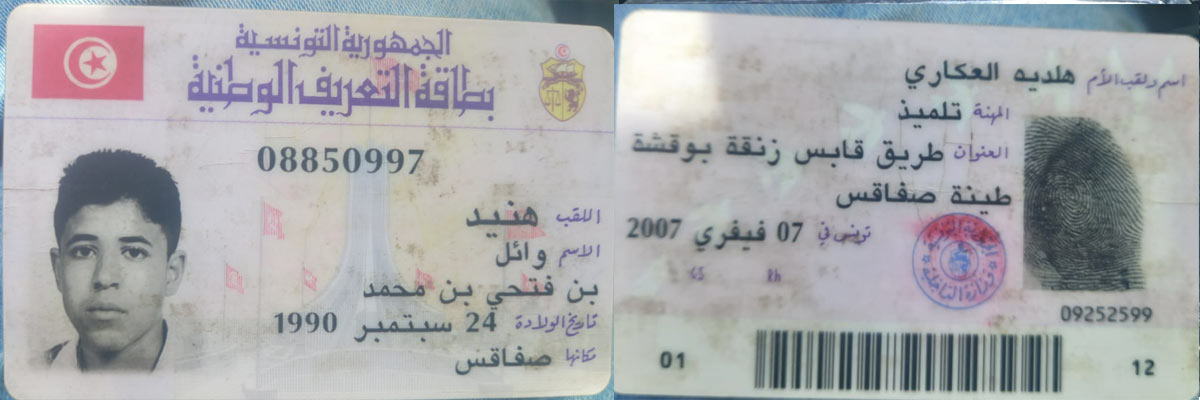 الجمهورية التونسية
بطاقة التعريف الوطنية
08850997
اللقب هنيد
الاسم وائل
بن فتحي بن محمد
تاريخ الولادة 24 سبتمبر 1990
مكانها صفاقس
اسم ولقب الأم هلديه العكاري
المهنة تلميذ
العنوان طريق قابس زنقة بوقشة
طينة صفاقس
تونس في 07 فيفري 2007
09252599
01
12